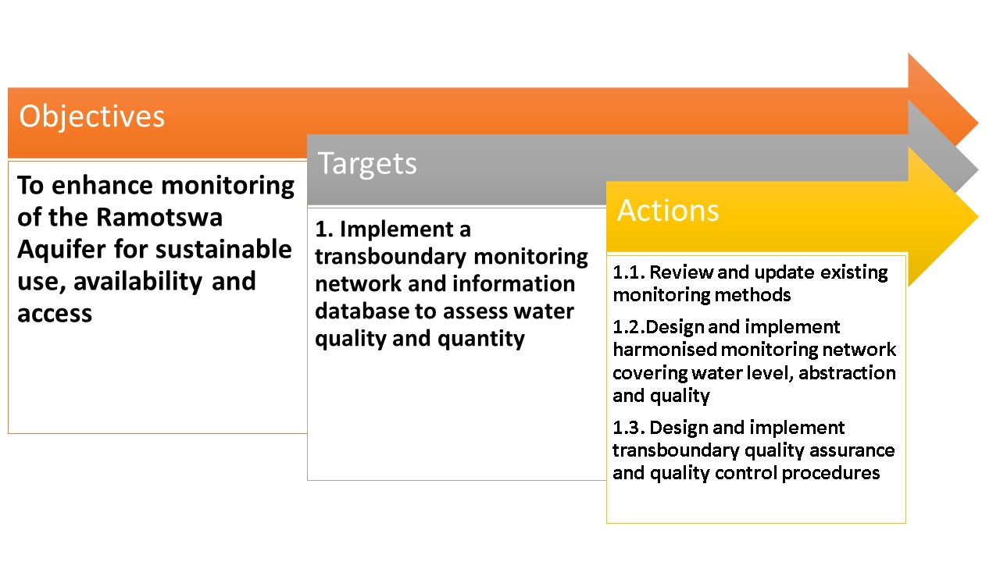 Objectives
To enhance monitoring
of the Ramotswa
Aquifer for sustainable
use, availability and
access
Targets
1. Implement a
transboundary monitoring
network and information
database to assess water
quality and quantity
Actions
1.1. Review and update existing
monitoring methods
1.2.Design and implement
harmonised monitoring network
covering water level, abstraction
and quality
1.3. Design and implement
transboundary quality assurance
and quality control procedures